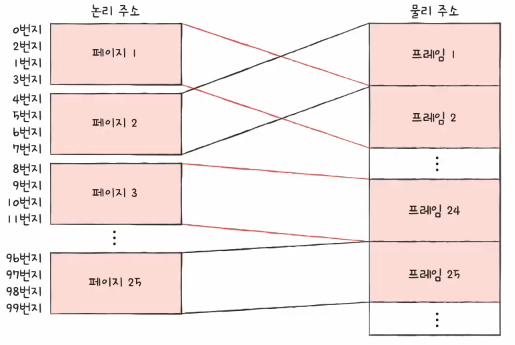 논리 주소
0번지
2번지
1번지
3번지
페이지 1
4번지
5번지
6번지
7번지
페이지 2
8번지
9번지
10번지
11번지
페이지 3
⋮
96번지
97번지
98번지
99번지
페이지 25
물리 주소
프레임 1
프레임 2
⋮
프레임 24
프레임 25
⋮